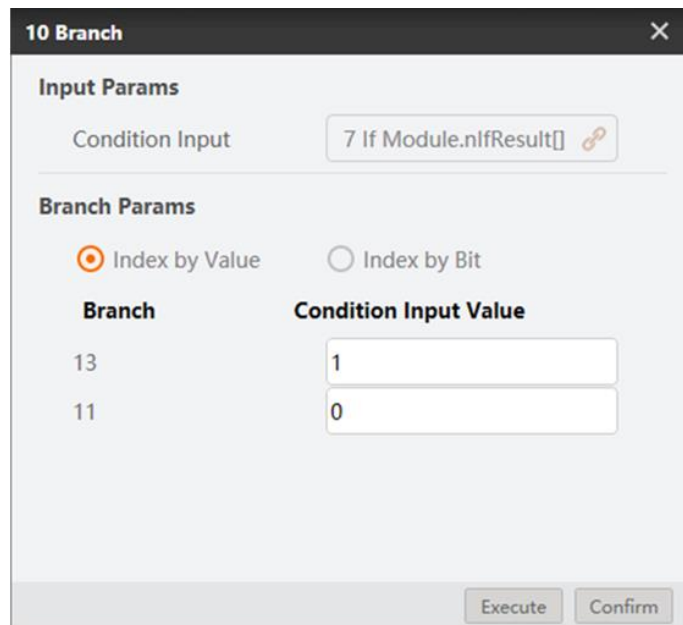 10 Branch
Input Params
Condition Input 7 If Module.nIfResult[]
Branch Params
Index by Value Index by Bit
Branch Condition Input Value
13 1
11 0
Execute Confirm